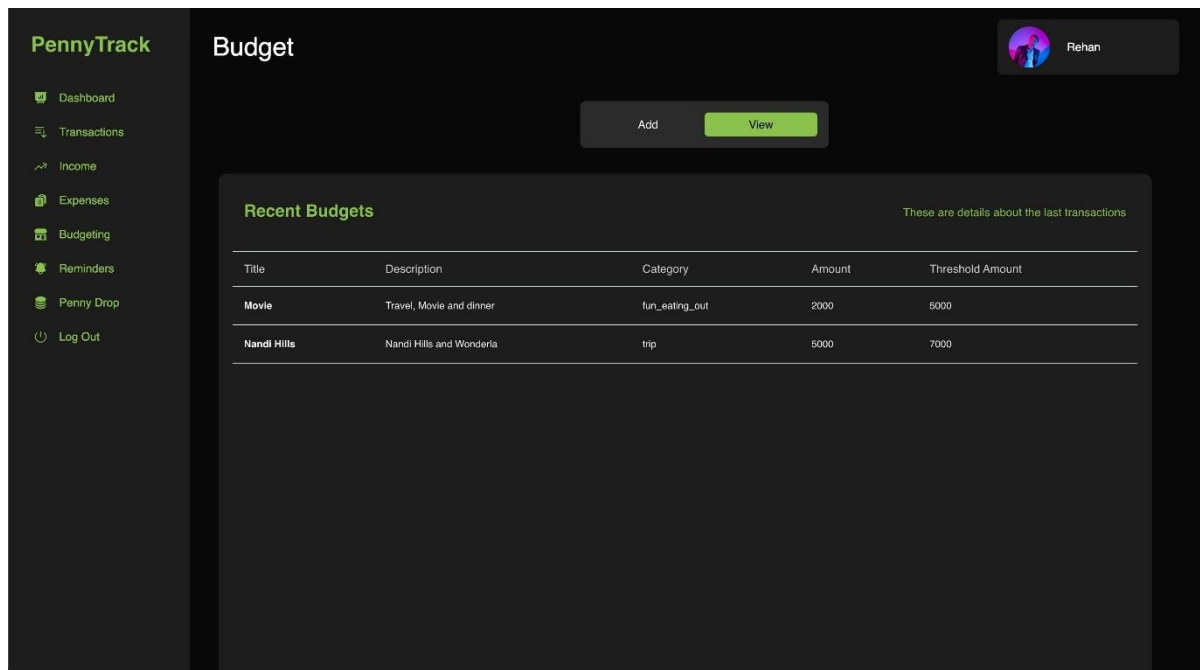 PennyTrack
Dashboard
Transactions
Income
Expenses
Budgeting
Reminders
Penny Drop
Log Out
Budget
Rehan
Add View
Recent Budgets
These are details about the last transactions
Title Description Category Amount Threshold Amount
Movie Travel, Movie and dinner fun_eating_out 2000 5000
Nandi Hills Nandi Hills and Wonderla trip 5000 7000